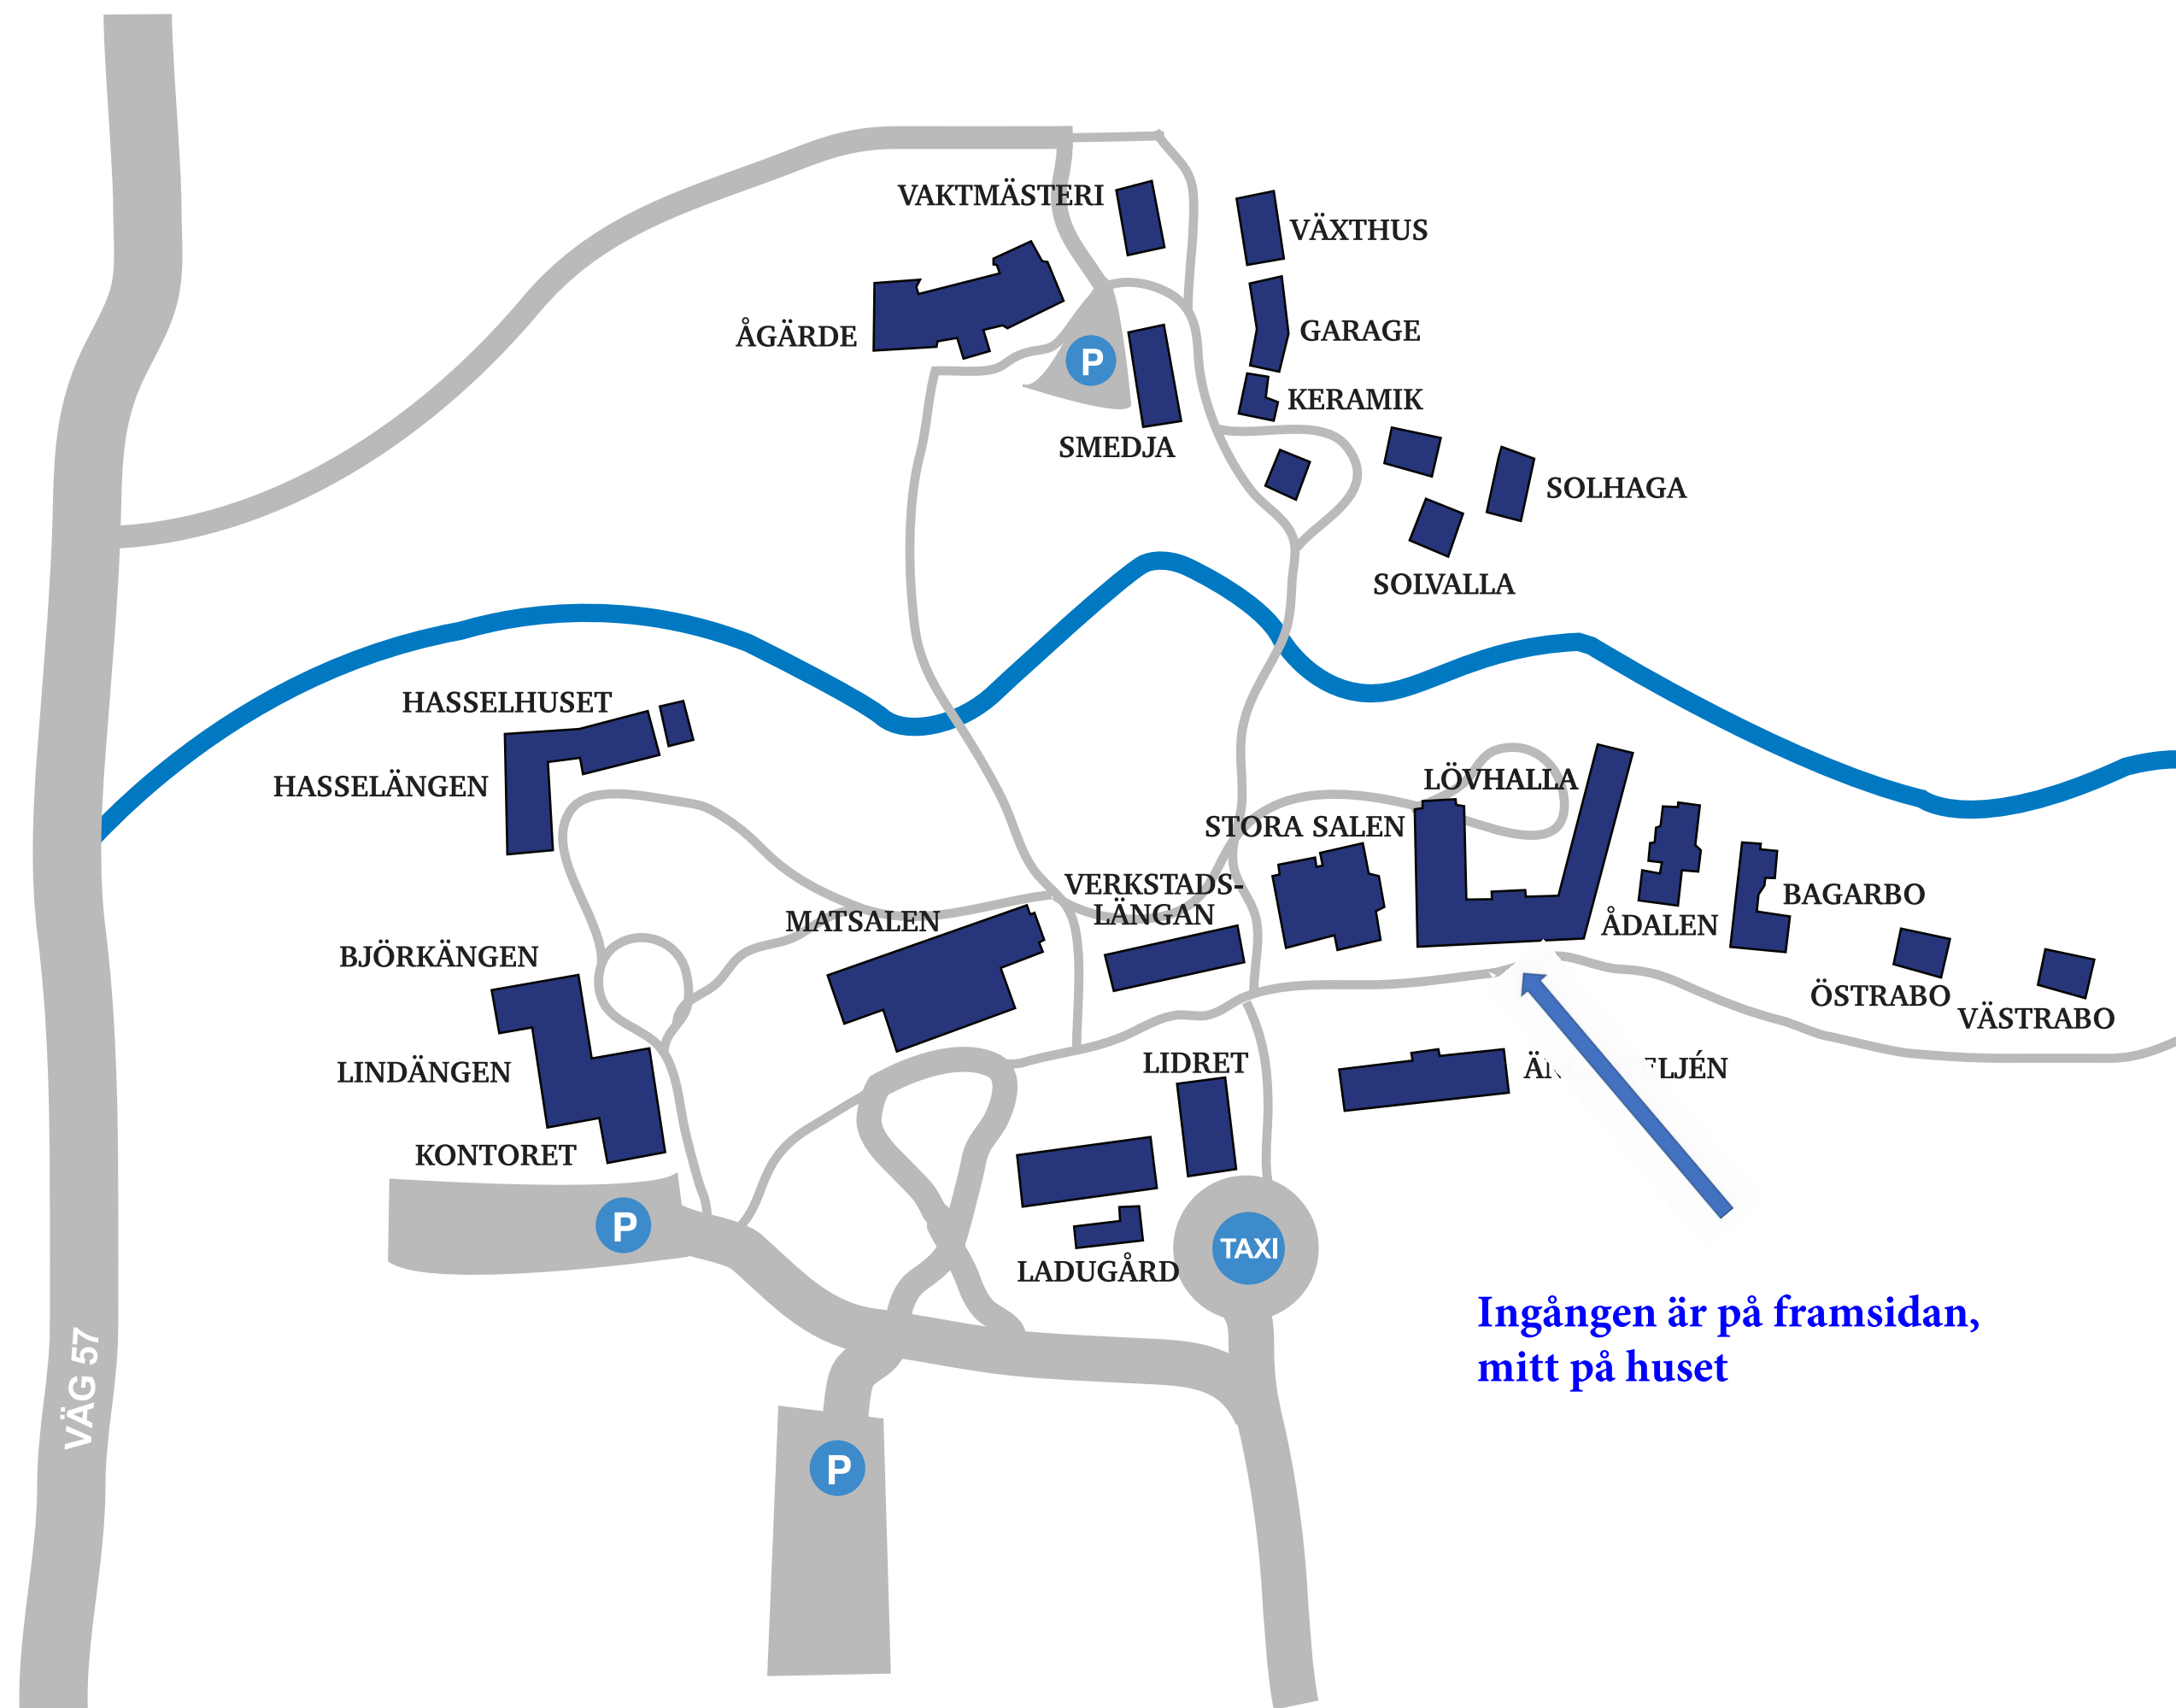 VAKTMÄSTERI
VÄXTHUS
ÅGÄRDE
GARAGE
P
KERAMIK
SMEDJA
SOLHAGA
SOLVALLA
HASSELHUSET
HASSELÄNGEN
LÖVHALLA
STORA SALEN
VERKSTADS-
LÄNGAN
MATSALEN
BAGARBO
ÅDALEN
BJÖRKÄNGEN
ÖSTRABO
VÄSTRABO
LINDÄNGEN
LIDRET
LJÉN
KONTORET
P
TAXI
LADUGÅRD
Ingången är på framsidan,
mitt på huset
VÄG 57
P